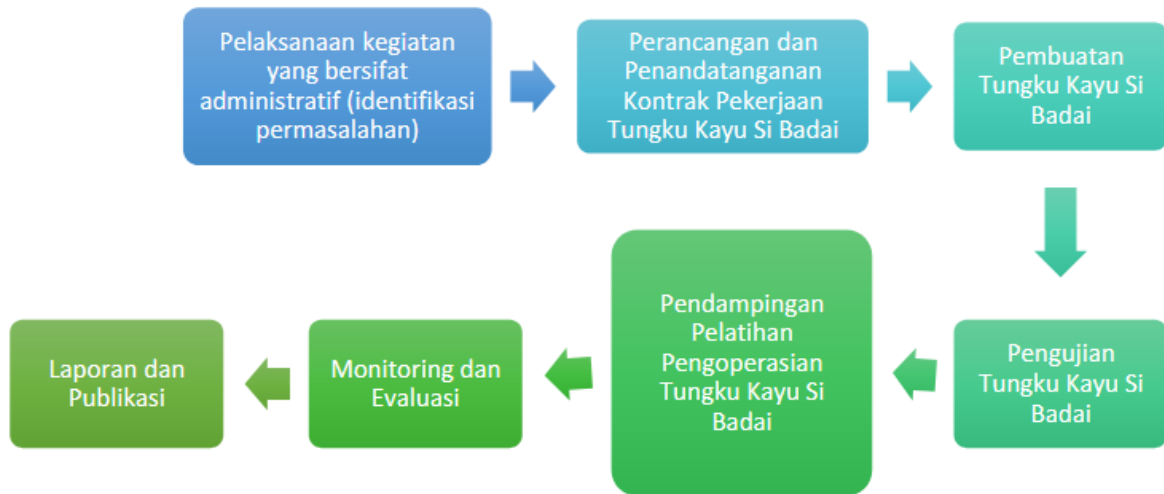 Pelaksanaan kegiatan
yang bersifat
administratif (identifikasi
permasalahan)
Perancangan dan
Penandatanganan
Kontrak Pekerjaan
Tungku Kayu Si Badai
Pembuatan
Tungku Kayu Si
Badai
Pengujian
Tungku Kayu Si
Badai
Pendampingan
Pelatihan
Pengoperasian
Tungku Kayu Si
Badai
Monitoring dan
Evaluasi
Laporan dan
Publikasi